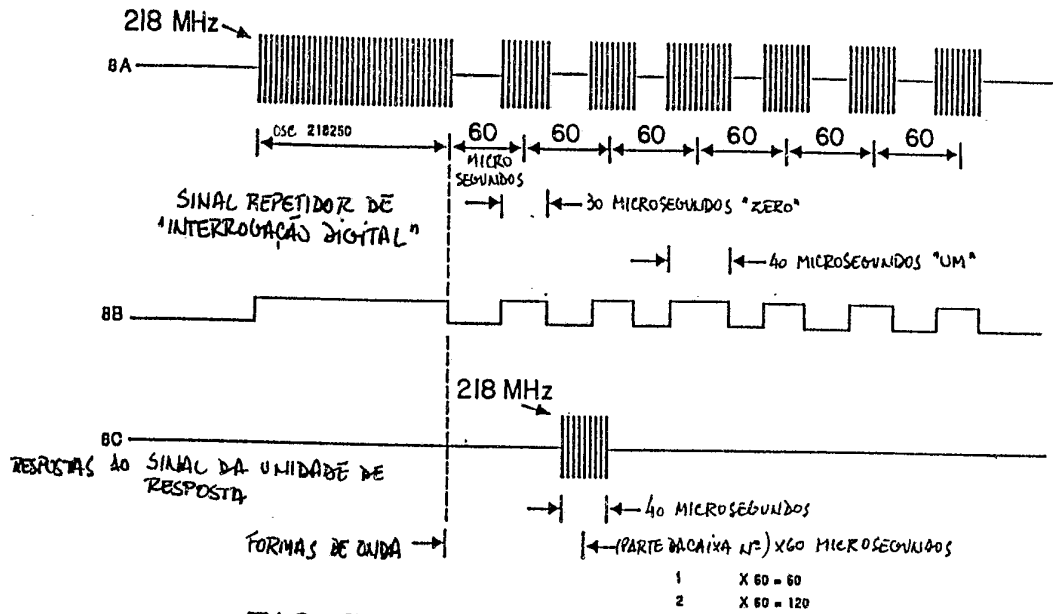 218 MHz
8A
OSC 218250
60 60 60 60 60 60
MICRO
SEGUNDOS
SINAL REPETIDOR DE
"INTERROGAÇÃO DIGITAL"
30 MICROSEGUNDOS "ZERO"
40 MICROSEGUNDOS "UM"
8B
218 MHz
8C
RESPOSTAS AO SINAL DA UNIDADE DE
RESPOSTA
40 MICROSEGUNDOS
FORMAS DE ONDA
(PARTE DA CAIXA Nº) X60 MICROSEGUNDOS
1 X 60 = 60
2 X 60 = 120